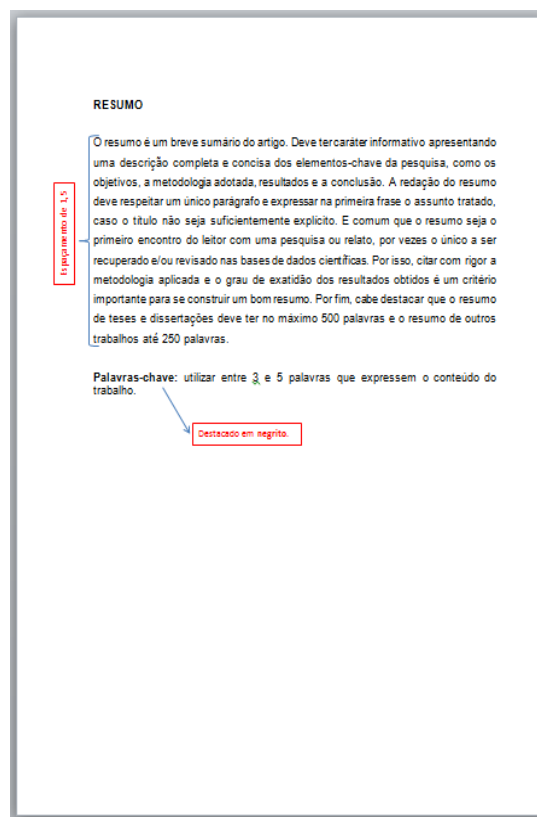 RESUMO
O resumo é um breve sumário do artigo. Deve ter caráter informativo apresentando
uma descrição completa e concisa dos elementos-chave da pesquisa, como os
objetivos, a metodologia adotada, resultados e a conclusão. A redação do resumo
deve respeitar um único parágrafo e expressar na primeira frase o assunto tratado,
caso o título não seja suficientemente explícito. E comum que o resumo seja o
primeiro encontro do leitor com uma pesquisa ou relato, por vezes o único a ser
recuperado e/ou revisado nas bases de dados científicas. Por isso, citar com rigor a
metodologia aplicada e o grau de exatidão dos resultados obtidos é um critério
importante para se construir um bom resumo. Por fim, cabe destacar que o resumo
de teses e dissertações deve ter no máximo 500 palavras e o resumo de outros
trabalhos até 250 palavras.
Espaçamento de 1,5
Palavras-chave: utilizar entre 3 e 5 palavras que expressem o conteúdo do
trabalho.
Destacado em negrito.